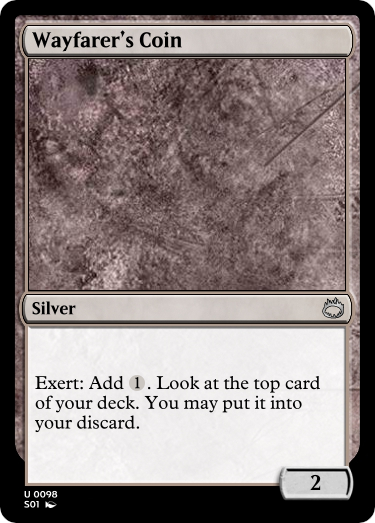 Wayfarer's Coin
Silver
Exert: Add 1. Look at the top card
of your deck. You may put it into
your discard.
2
U 0098
S01